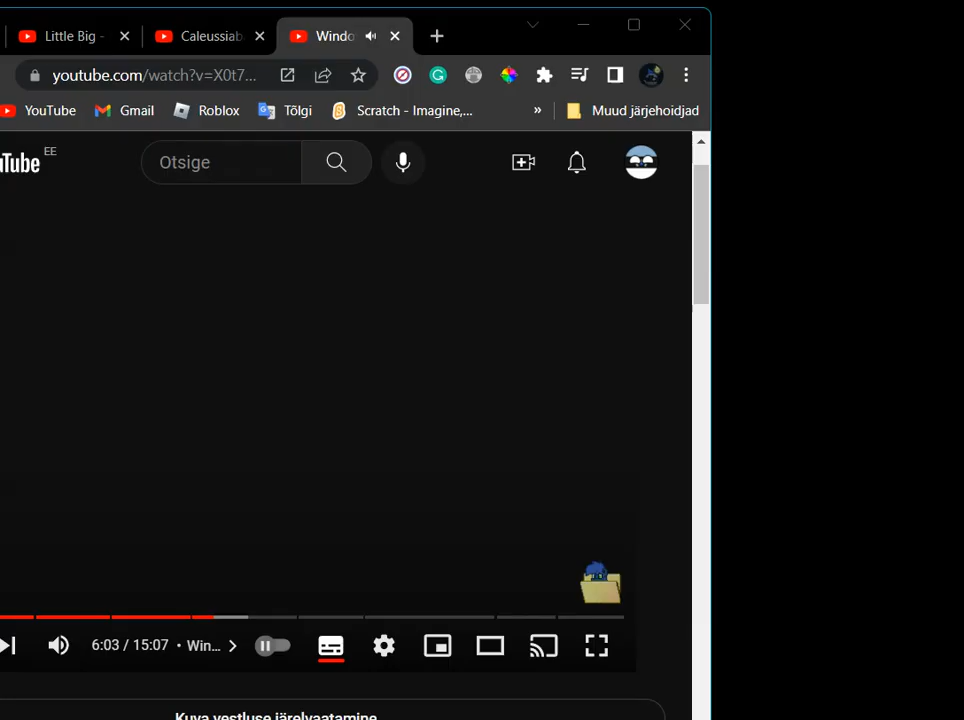 Little Big - Caleussiab Windo
youtube.com/watch?v=X0t7...
YouTube Gmail Roblox Tõlgi Scratch - Imagine,... » Muud järjehoidjad
uTube EE Otsige
6:03 / 15:07 • Win...
Kuva vestluse järelvaatamine